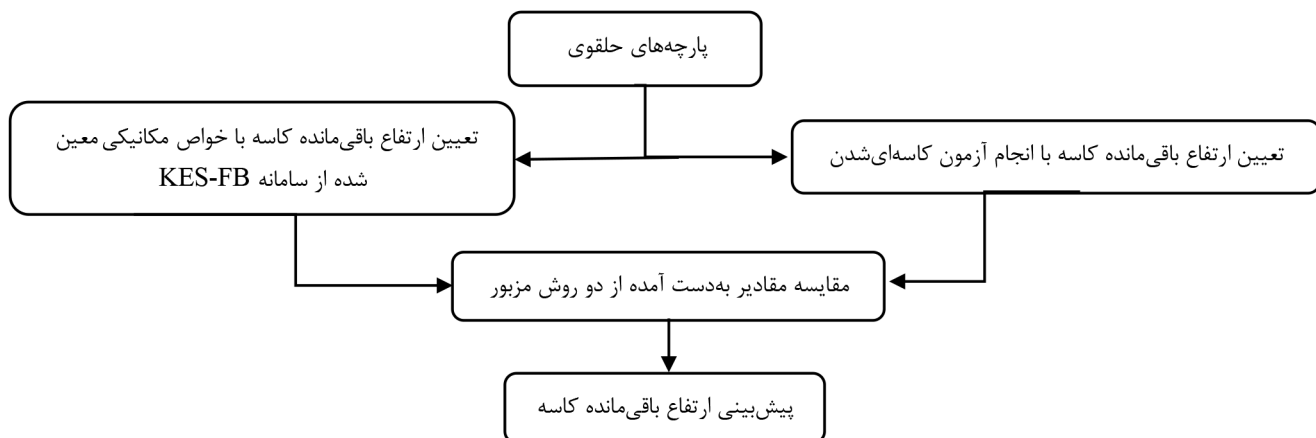 پارچه‌های حلقوی
تعیین ارتفاع باقی‌مانده کاسه با انجام آزمون کاسه‌ای‌شدن
تعیین ارتفاع باقی‌مانده کاسه با خواص مکانیکی معین
شده از سامانه KES-FB
مقایسه مقادیر به‌دست آمده از دو روش مزبور
پیش‌بینی ارتفاع باقی‌مانده کاسه